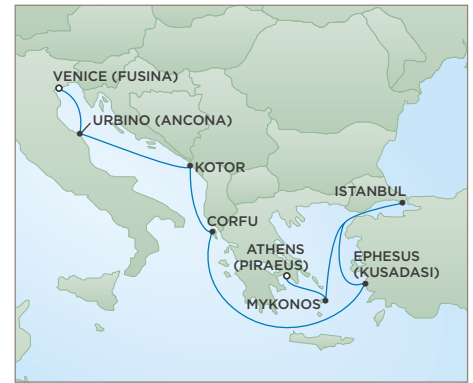 VENICE (FUSINA)
URBINO (ANCONA)
KOTOR
ISTANBUL
CORFU
ATHENS
(PIRAEUS)
EPHESUS
(KUSADASI)
MYKONOS